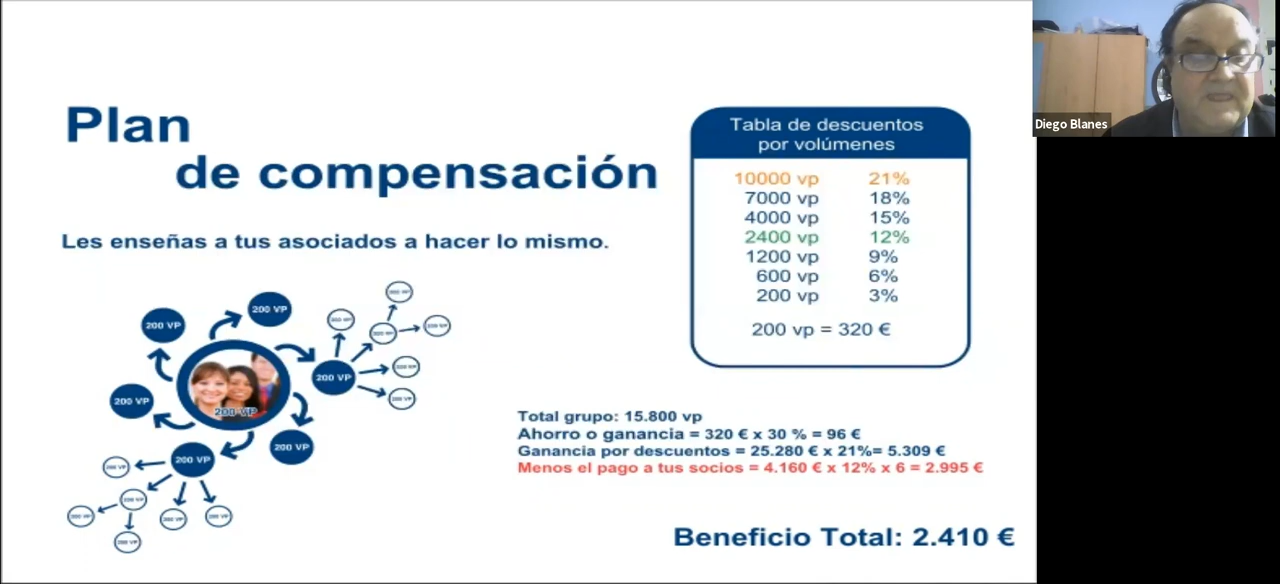 Plan
de compensación
Les enseñas a tus asociados a hacer lo mismo.
200 VP
200 VP
200 VP
200 VP
200 VP
200 VP
200 VP
Tabla de descuentos
por volúmenes
10000 vp 21%
7000 vp 18%
4000 vp 15%
2400 vp 12%
1200 vp 9%
600 vp 6%
200 vp 3%
200 vp = 320 €
Total grupo: 15.800 vp
Ahorro o ganancia = 320 € x 30 % = 96 €
Ganancia por descuentos = 25.280 € x 21%= 5.309 €
Menos el pago a tus socios = 4.160 € x 12% x 6 = 2.995 €
Beneficio Total: 2.410 €
Diego Blanes